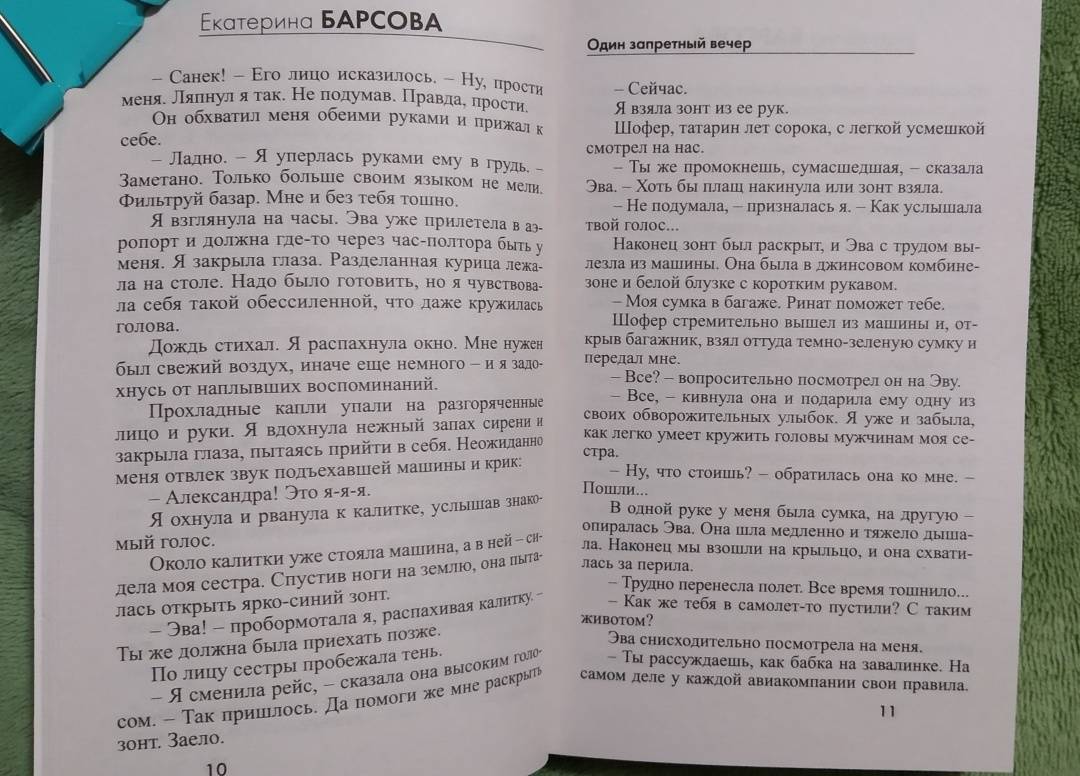 Екатерина БАРСОВА
– Санек! – Его лицо исказилось. – Ну, прости
меня. Ляпнул я так. Не подумав. Правда, прости.
Он обхватил меня обеими руками и прижал к
себе.
– Ладно. – Я уперлась руками ему в грудь. –
Заметано. Только больше своим языком не мели.
Фильтруй базар. Мне и без тебя тошно.
Я взглянула на часы. Эва уже прилетела в аэ-
ропорт и должна где-то через час-полтора быть у
меня. Я закрыла глаза. Разделанная курица лежа-
ла на столе. Надо было готовить, но я чувствова-
ла себя такой обессиленной, что даже кружилась
голова.
Дождь стихал. Я распахнула окно. Мне нужен
был свежий воздух, иначе еще немного – и я задо-
хнусь от наплывших воспоминаний.
Прохладные капли упали на разгоряченные
лицо и руки. Я вдохнула нежный запах сирени и
закрыла глаза, пытаясь прийти в себя. Неожиданно
меня отвлек звук подъехавшей машины и крик:
– Александра! Это я-я-я.
Я охнула и рванула к калитке, услышав знако-
мый голос.
Около калитки уже стояла машина, а в ней – си-
дела моя сестра. Спустив ноги на землю, она пыта-
лась открыть ярко-синий зонт.
– Эва! – пробормотала я, распахивая калитку. –
Ты же должна была приехать позже.
По лицу сестры пробежала тень.
– Я сменила рейс, – сказала она высоким голо-
сом. – Так пришлось. Да помоги же мне раскрыть
зонт. Заело.
10
Один запретный вечер
– Сейчас.
Я взяла зонт из ее рук.
Шофер, татарин лет сорока, с легкой усмешкой
смотрел на нас.
– Ты же промокнешь, сумасшедшая, – сказала
Эва. – Хоть бы плащ накинула или зонт взяла.
– Не подумала, – призналась я. – Как услышала
твой голос...
Наконец зонт был раскрыт, и Эва с трудом вы-
лезла из машины. Она была в джинсовом комбине-
зоне и белой блузке с коротким рукавом.
– Моя сумка в багаже. Ринат поможет тебе.
Шофер стремительно вышел из машины и, от-
крыв багажник, взял оттуда темно-зеленую сумку и
передал мне.
– Все? – вопросительно посмотрел он на Эву.
– Все, – кивнула она и подарила ему одну из
своих обворожительных улыбок. Я уже и забыла,
как легко умеет кружить головы мужчинам моя се-
стра.
– Ну, что стоишь? – обратилась она ко мне. –
Пошли...
В одной руке у меня была сумка, на другую –
опиралась Эва. Она шла медленно и тяжело дыша-
ла. Наконец мы взошли на крыльцо, и она схвати-
лась за перила.
– Трудно перенесла полет. Все время тошнило...
– Как же тебя в самолет-то пустили? С таким
животом?
Эва снисходительно посмотрела на меня.
– Ты рассуждаешь, как бабка на завалинке. На
самом деле у каждой авиакомпании свои правила.
11